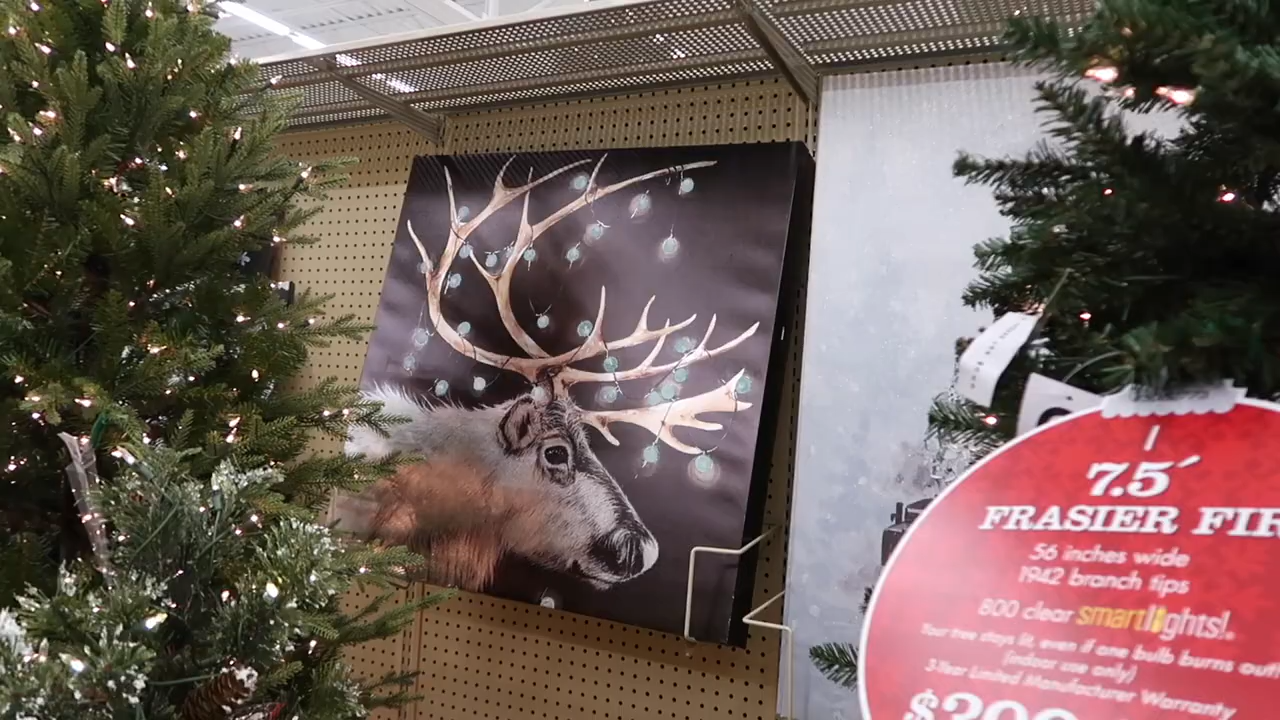 7.5´
FRASIER FIR
56 inches wide
1942 branch tips
800 clear smartlights!®
Your tree stays lit, even if one bulb burns out!
(indoor use only)
3-Year Limited Manufacturer Warranty